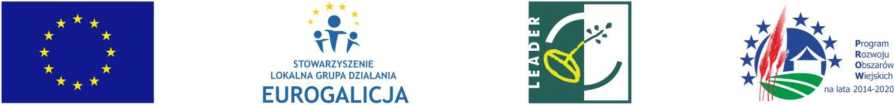 STOWARZYSZENIE
LOKALNA GRUPA DZIAŁANIA
EUROGALICJA
LEADER
Program
Rozwoju
Obszarów
Wiejskich
na lata 2014-2020